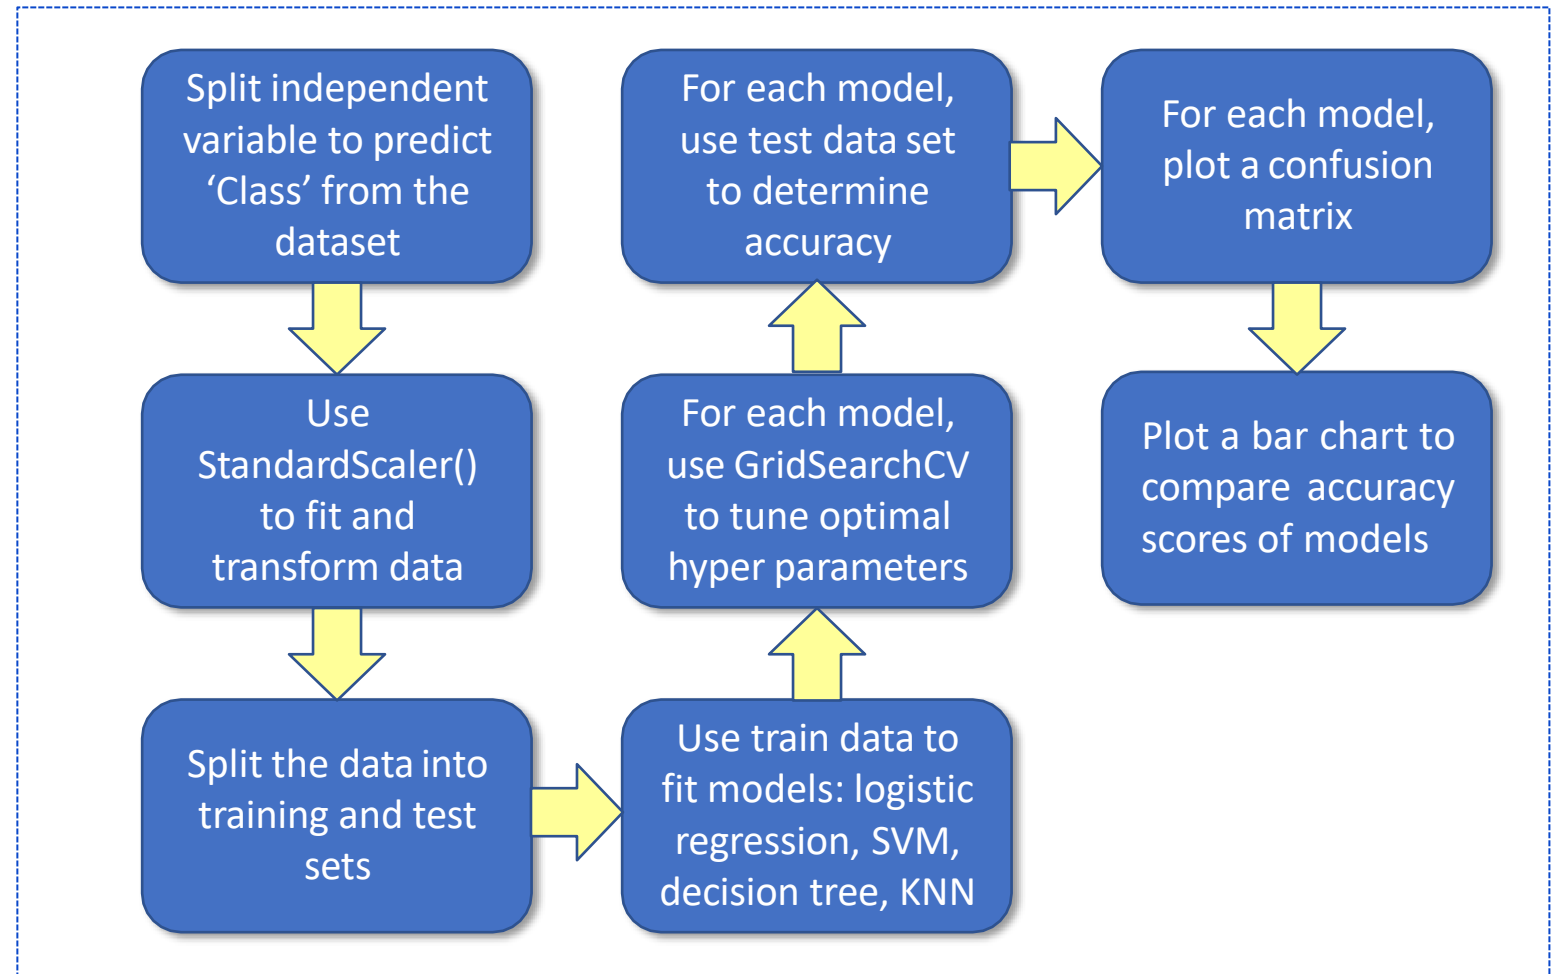 Split independent
variable to predict
‘Class’ from the
dataset
Use
StandardScaler()
to fit and
transform data
Split the data into
training and test
sets
Use train data to
fit models: logistic
regression, SVM,
decision tree, KNN
For each model,
use GridSearchCV
to tune optimal
hyper parameters
For each model,
use test data set
to determine
accuracy
For each model,
plot a confusion
matrix
Plot a bar chart to
compare accuracy
scores of models